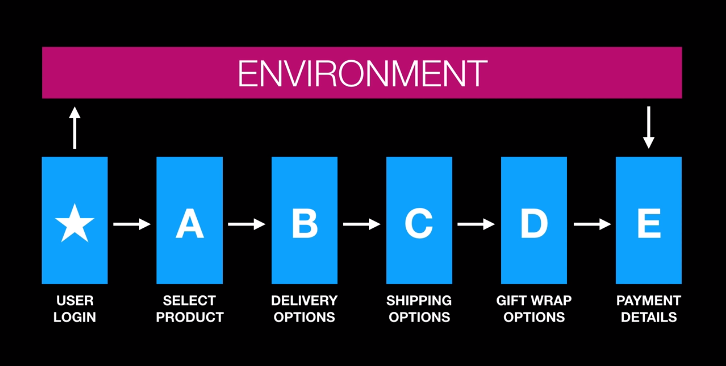 ENVIRONMENT
A
B
C
D
E
USER
LOGIN
SELECT
PRODUCT
DELIVERY
OPTIONS
SHIPPING
OPTIONS
GIFT WRAP
OPTIONS
PAYMENT
DETAILS